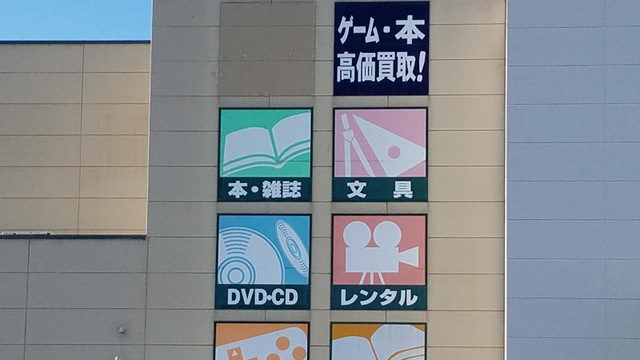 ゲーム・本
高価買取!
本・雑誌
文具
DVD・CD
レンタル